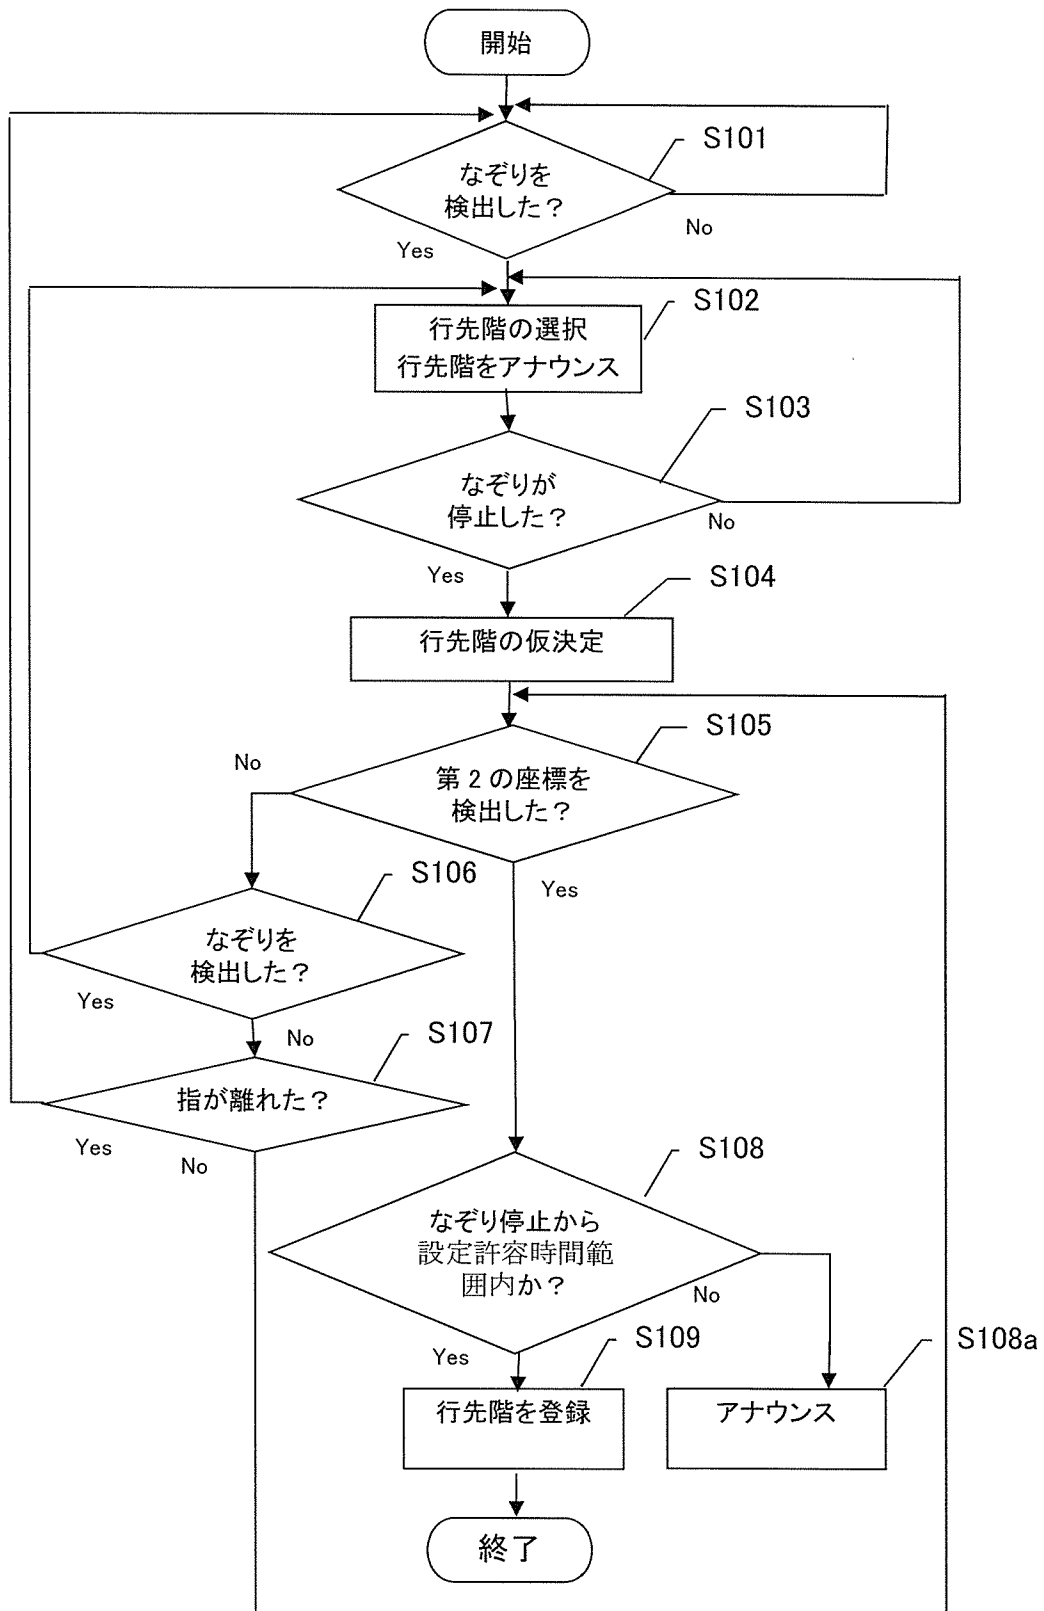 開始
S101
なぞりを
検出した？
Yes
No
S102
行先階の選択
行先階をアナウンス
S103
なぞりが
停止した？
No
Yes
S104
行先階の仮決定
S105
No
第２の座標を
検出した？
Yes
S106
なぞりを
検出した？
Yes
No
S107
指が離れた？
Yes
No
S108
なぞり停止から
設定許容時間範
囲内か？
No
Yes
S109
S108a
行先階を登録
アナウンス
終了